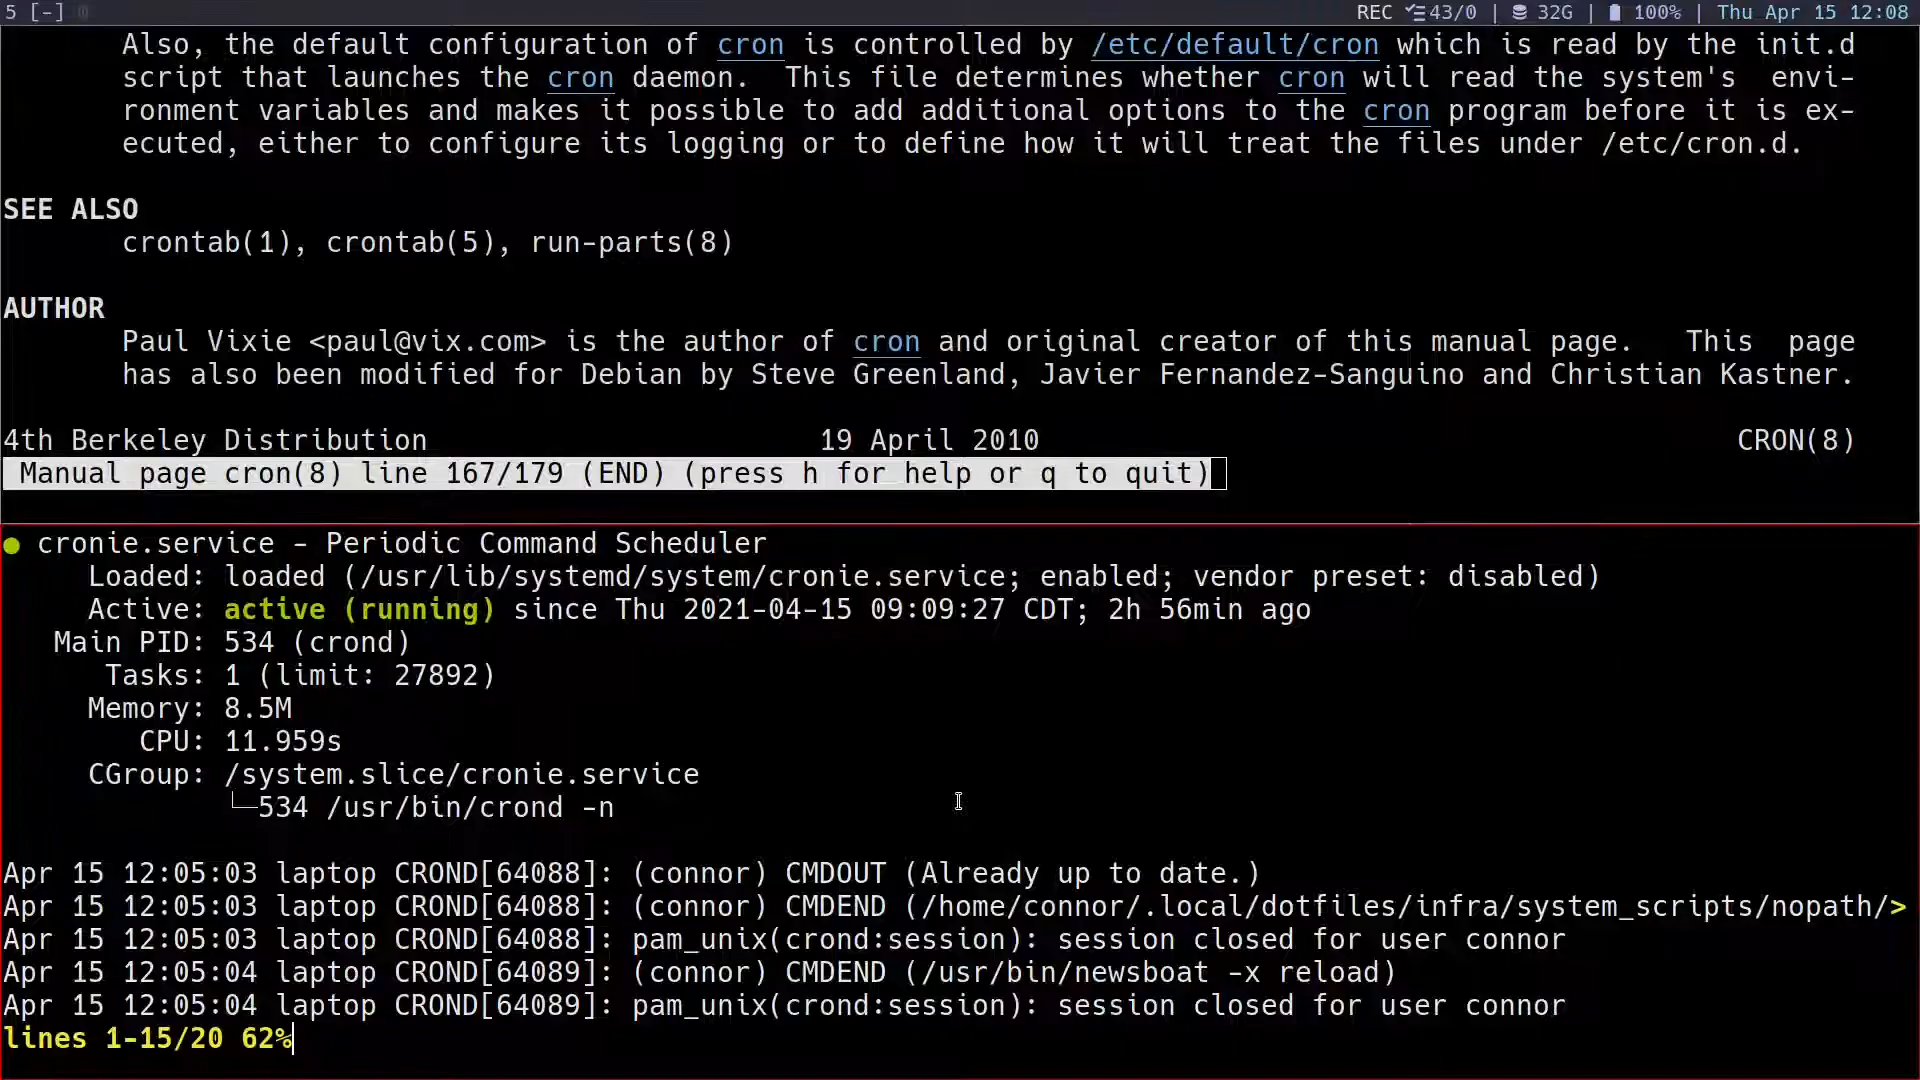 5 [-]
REC 43/0 | 32G | 100% | Thu Apr 15 12:08
Also, the default configuration of cron is controlled by /etc/default/cron which is read by the init.d
script that launches the cron daemon.  This file determines whether cron will read the system's  envi-
ronment variables and makes it possible to add additional options to the cron program before it is ex-
ecuted, either to configure its logging or to define how it will treat the files under /etc/cron.d.
SEE ALSO
crontab(1), crontab(5), run-parts(8)
AUTHOR
Paul Vixie <paul@vix.com> is the author of cron and original creator of this manual page.   This  page
has also been modified for Debian by Steve Greenland, Javier Fernandez-Sanguino and Christian Kastner.
4th Berkeley Distribution 19 April 2010 CRON(8)
Manual page cron(8) line 167/179 (END) (press h for help or q to quit)
● cronie.service - Periodic Command Scheduler
Loaded: loaded (/usr/lib/systemd/system/cronie.service; enabled; vendor preset: disabled)
Active: active (running) since Thu 2021-04-15 09:09:27 CDT; 2h 56min ago
Main PID: 534 (crond)
Tasks: 1 (limit: 27892)
Memory: 8.5M
CPU: 11.959s
CGroup: /system.slice/cronie.service
└─534 /usr/bin/crond -n
Apr 15 12:05:03 laptop CROND[64088]: (connor) CMDOUT (Already up to date.)
Apr 15 12:05:03 laptop CROND[64088]: (connor) CMDEND (/home/connor/.local/dotfiles/infra/system_scripts/nopath/>
Apr 15 12:05:03 laptop CROND[64088]: pam_unix(crond:session): session closed for user connor
Apr 15 12:05:04 laptop CROND[64089]: (connor) CMDEND (/usr/bin/newsboat -x reload)
Apr 15 12:05:04 laptop CROND[64089]: pam_unix(crond:session): session closed for user connor
lines 1-15/20 62%